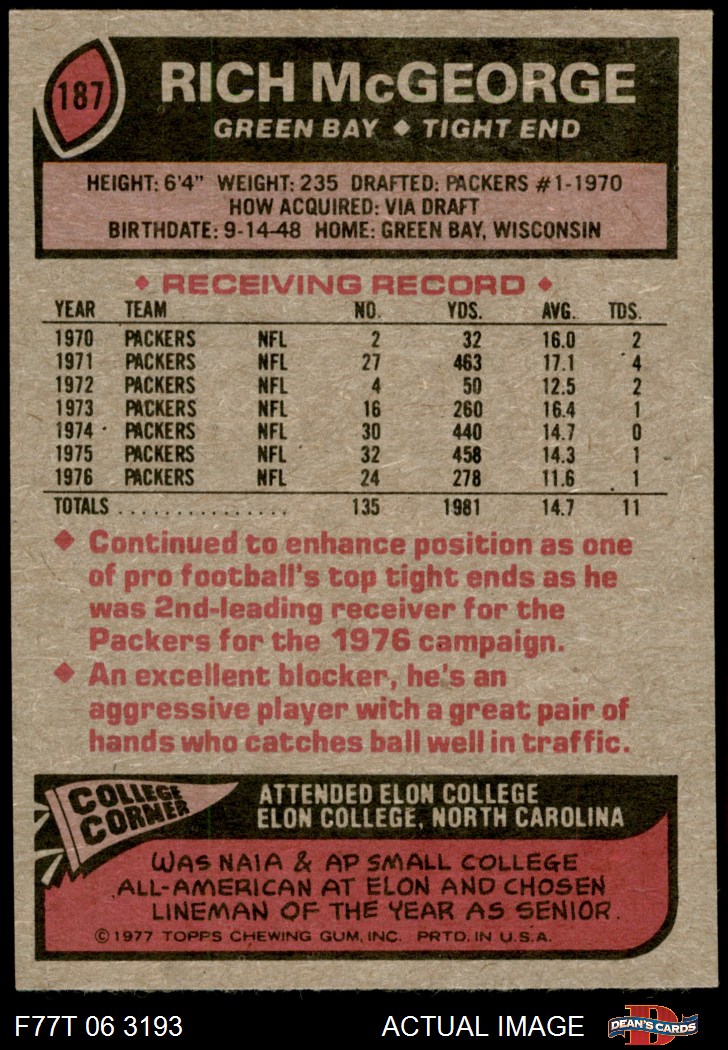 187
RICH McGEORGE
GREEN BAY ◆ TIGHT END
HEIGHT: 6'4" WEIGHT: 235 DRAFTED: PACKERS #1-1970
HOW ACQUIRED: VIA DRAFT
BIRTHDATE: 9-14-48 HOME: GREEN BAY, WISCONSIN
◆ RECEIVING RECORD ◆
YEAR TEAM NO. YDS. AVG. TDS.
1970 PACKERS NFL 2 32 16.0 2
1971 PACKERS NFL 27 463 17.1 4
1972 PACKERS NFL 4 50 12.5 2
1973 PACKERS NFL 16 260 16.4 1
1974 PACKERS NFL 30 440 14.7 0
1975 PACKERS NFL 32 458 14.3 1
1976 PACKERS NFL 24 278 11.6 1
TOTALS ............... 135 1981 14.7 11
◆ Continued to enhance position as one
of pro football's top tight ends as he
was 2nd-leading receiver for the
Packers for the 1976 campaign.
◆ An excellent blocker, he's an
aggressive player with a great pair of
hands who catches ball well in traffic.
COLLEGE
CORNER
ATTENDED ELON COLLEGE
ELON COLLEGE, NORTH CAROLINA
WAS NAIA & AP SMALL COLLEGE
ALL-AMERICAN AT ELON AND CHOSEN
LINEMAN OF THE YEAR AS SENIOR.
© 1977 TOPPS CHEWING GUM, INC. PRTD. IN U.S.A.
F77T 06 3193 ACTUAL IMAGE
D
DEAN'S CARDS